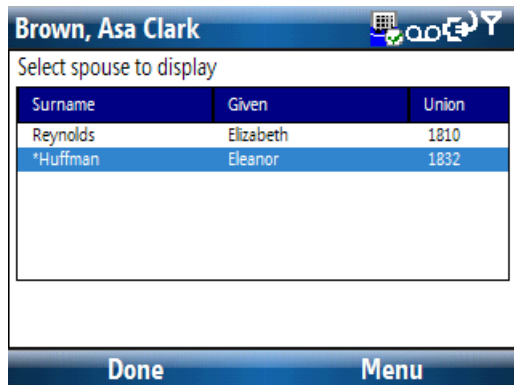 Brown, Asa Clark
Select spouse to display
Surname Given Union
Reynolds Elizabeth 1810
*Huffman Eleanor 1832
Done Menu